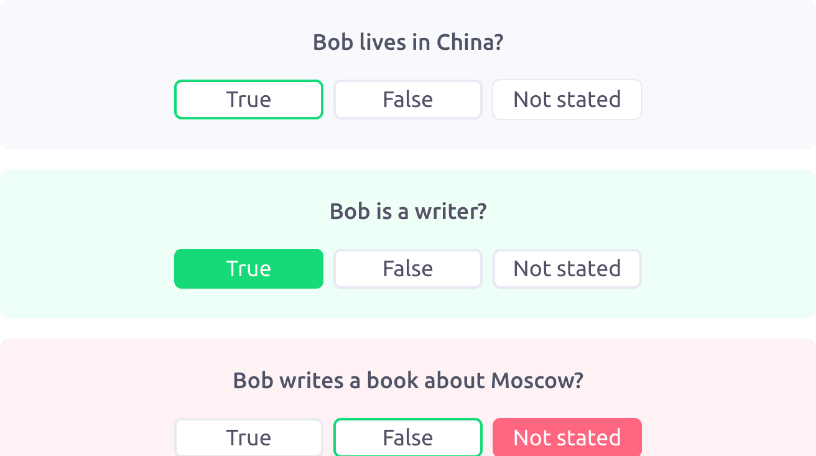 Bob lives in China?
True False Not stated
Bob is a writer?
True False Not stated
Bob writes a book about Moscow?
True False Not stated